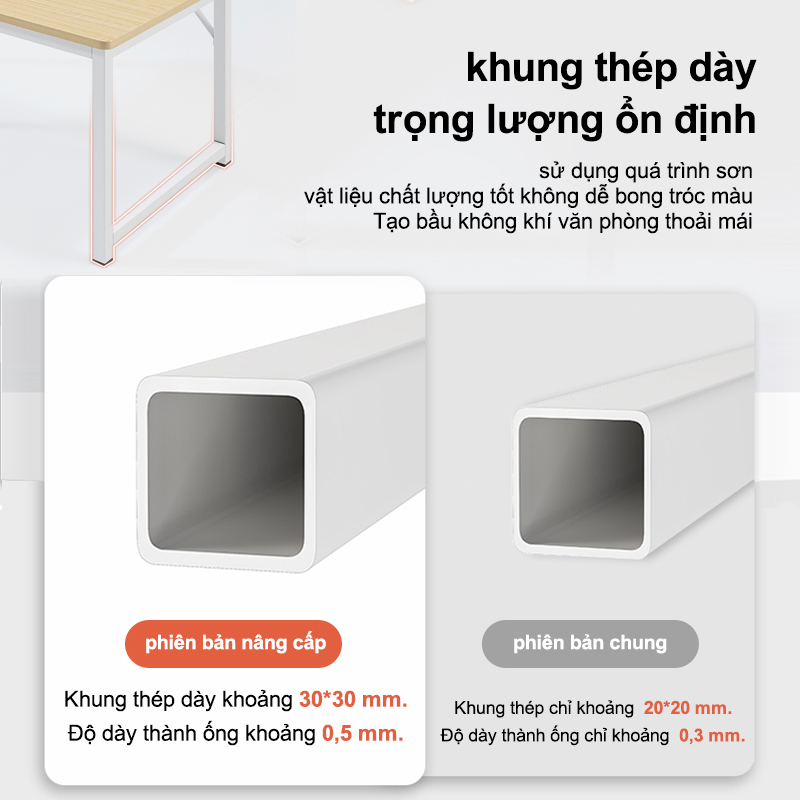 khung thép dày
trọng lượng ổn định
sử dụng quá trình sơn
vật liệu chất lượng tốt không dễ bong tróc màu
Tạo bầu không khí văn phòng thoải mái
phiên bản nâng cấp
Khung thép dày khoảng 30*30 mm.
Độ dày thành ống khoảng 0,5 mm.
phiên bản chung
Khung thép chỉ khoảng 20*20 mm.
Độ dày thành ống chỉ khoảng 0,3 mm.